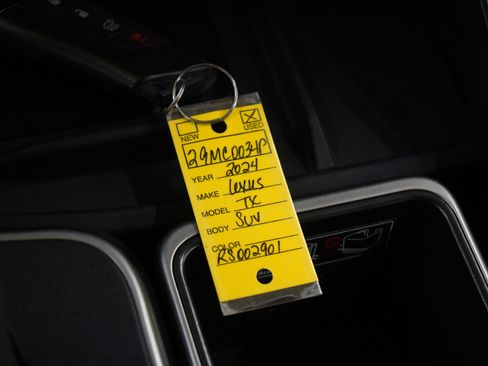 NEW
☒
USED
29MC0034P
YEAR 2024
MAKE Lexus
MODEL TX
BODY SUV
COLOR
RS002901